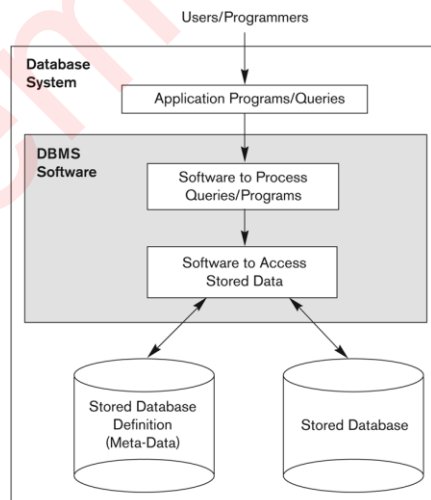 Users/Programmers
Database
System
Application Programs/Queries
DBMS
Software
Software to Process
Queries/Programs
Software to Access
Stored Data
Stored Database
Definition
(Meta-Data)
Stored Database